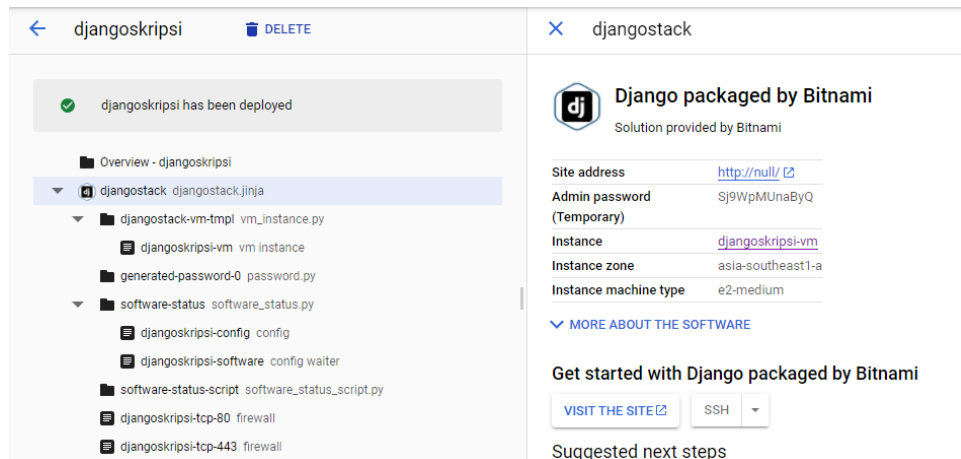 djangoskripsi
DELETE
djangoskripsi has been deployed
Overview - djangoskripsi
djangostack djangostack.jinja
djangostack-vm-tmpl vm_instance.py
djangoskripsi-vm vm instance
generated-password-0 password.py
software-status software_status.py
djangoskripsi-config config
djangoskripsi-software config waiter
software-status-script software_status_script.py
djangoskripsi-tcp-80 firewall
djangoskripsi-tcp-443 firewall
djangostack
dj
Django packaged by Bitnami
Solution provided by Bitnami
Site address http://null/
Admin password Sj9WpMUnaByQ
(Temporary)
Instance djangoskripsi-vm
Instance zone asia-southeast1-a
Instance machine type e2-medium
MORE ABOUT THE SOFTWARE
Get started with Django packaged by Bitnami
VISIT THE SITE
SSH
Suggested next steps